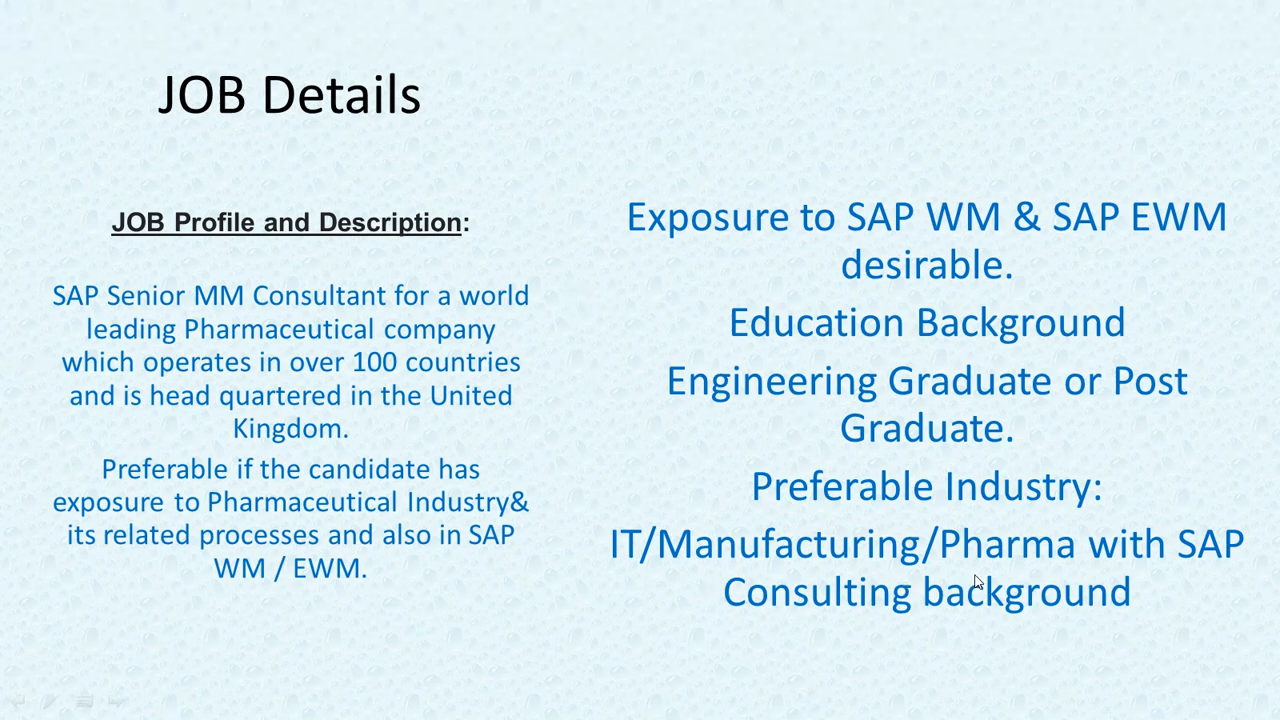 JOB Details
JOB Profile and Description:
SAP Senior MM Consultant for a world
leading Pharmaceutical company
which operates in over 100 countries
and is head quartered in the United
Kingdom.
Preferable if the candidate has
exposure to Pharmaceutical Industry&
its related processes and also in SAP
WM / EWM.
Exposure to SAP WM & SAP EWM
desirable.
Education Background
Engineering Graduate or Post
Graduate.
Preferable Industry:
IT/Manufacturing/Pharma with SAP
Consulting background